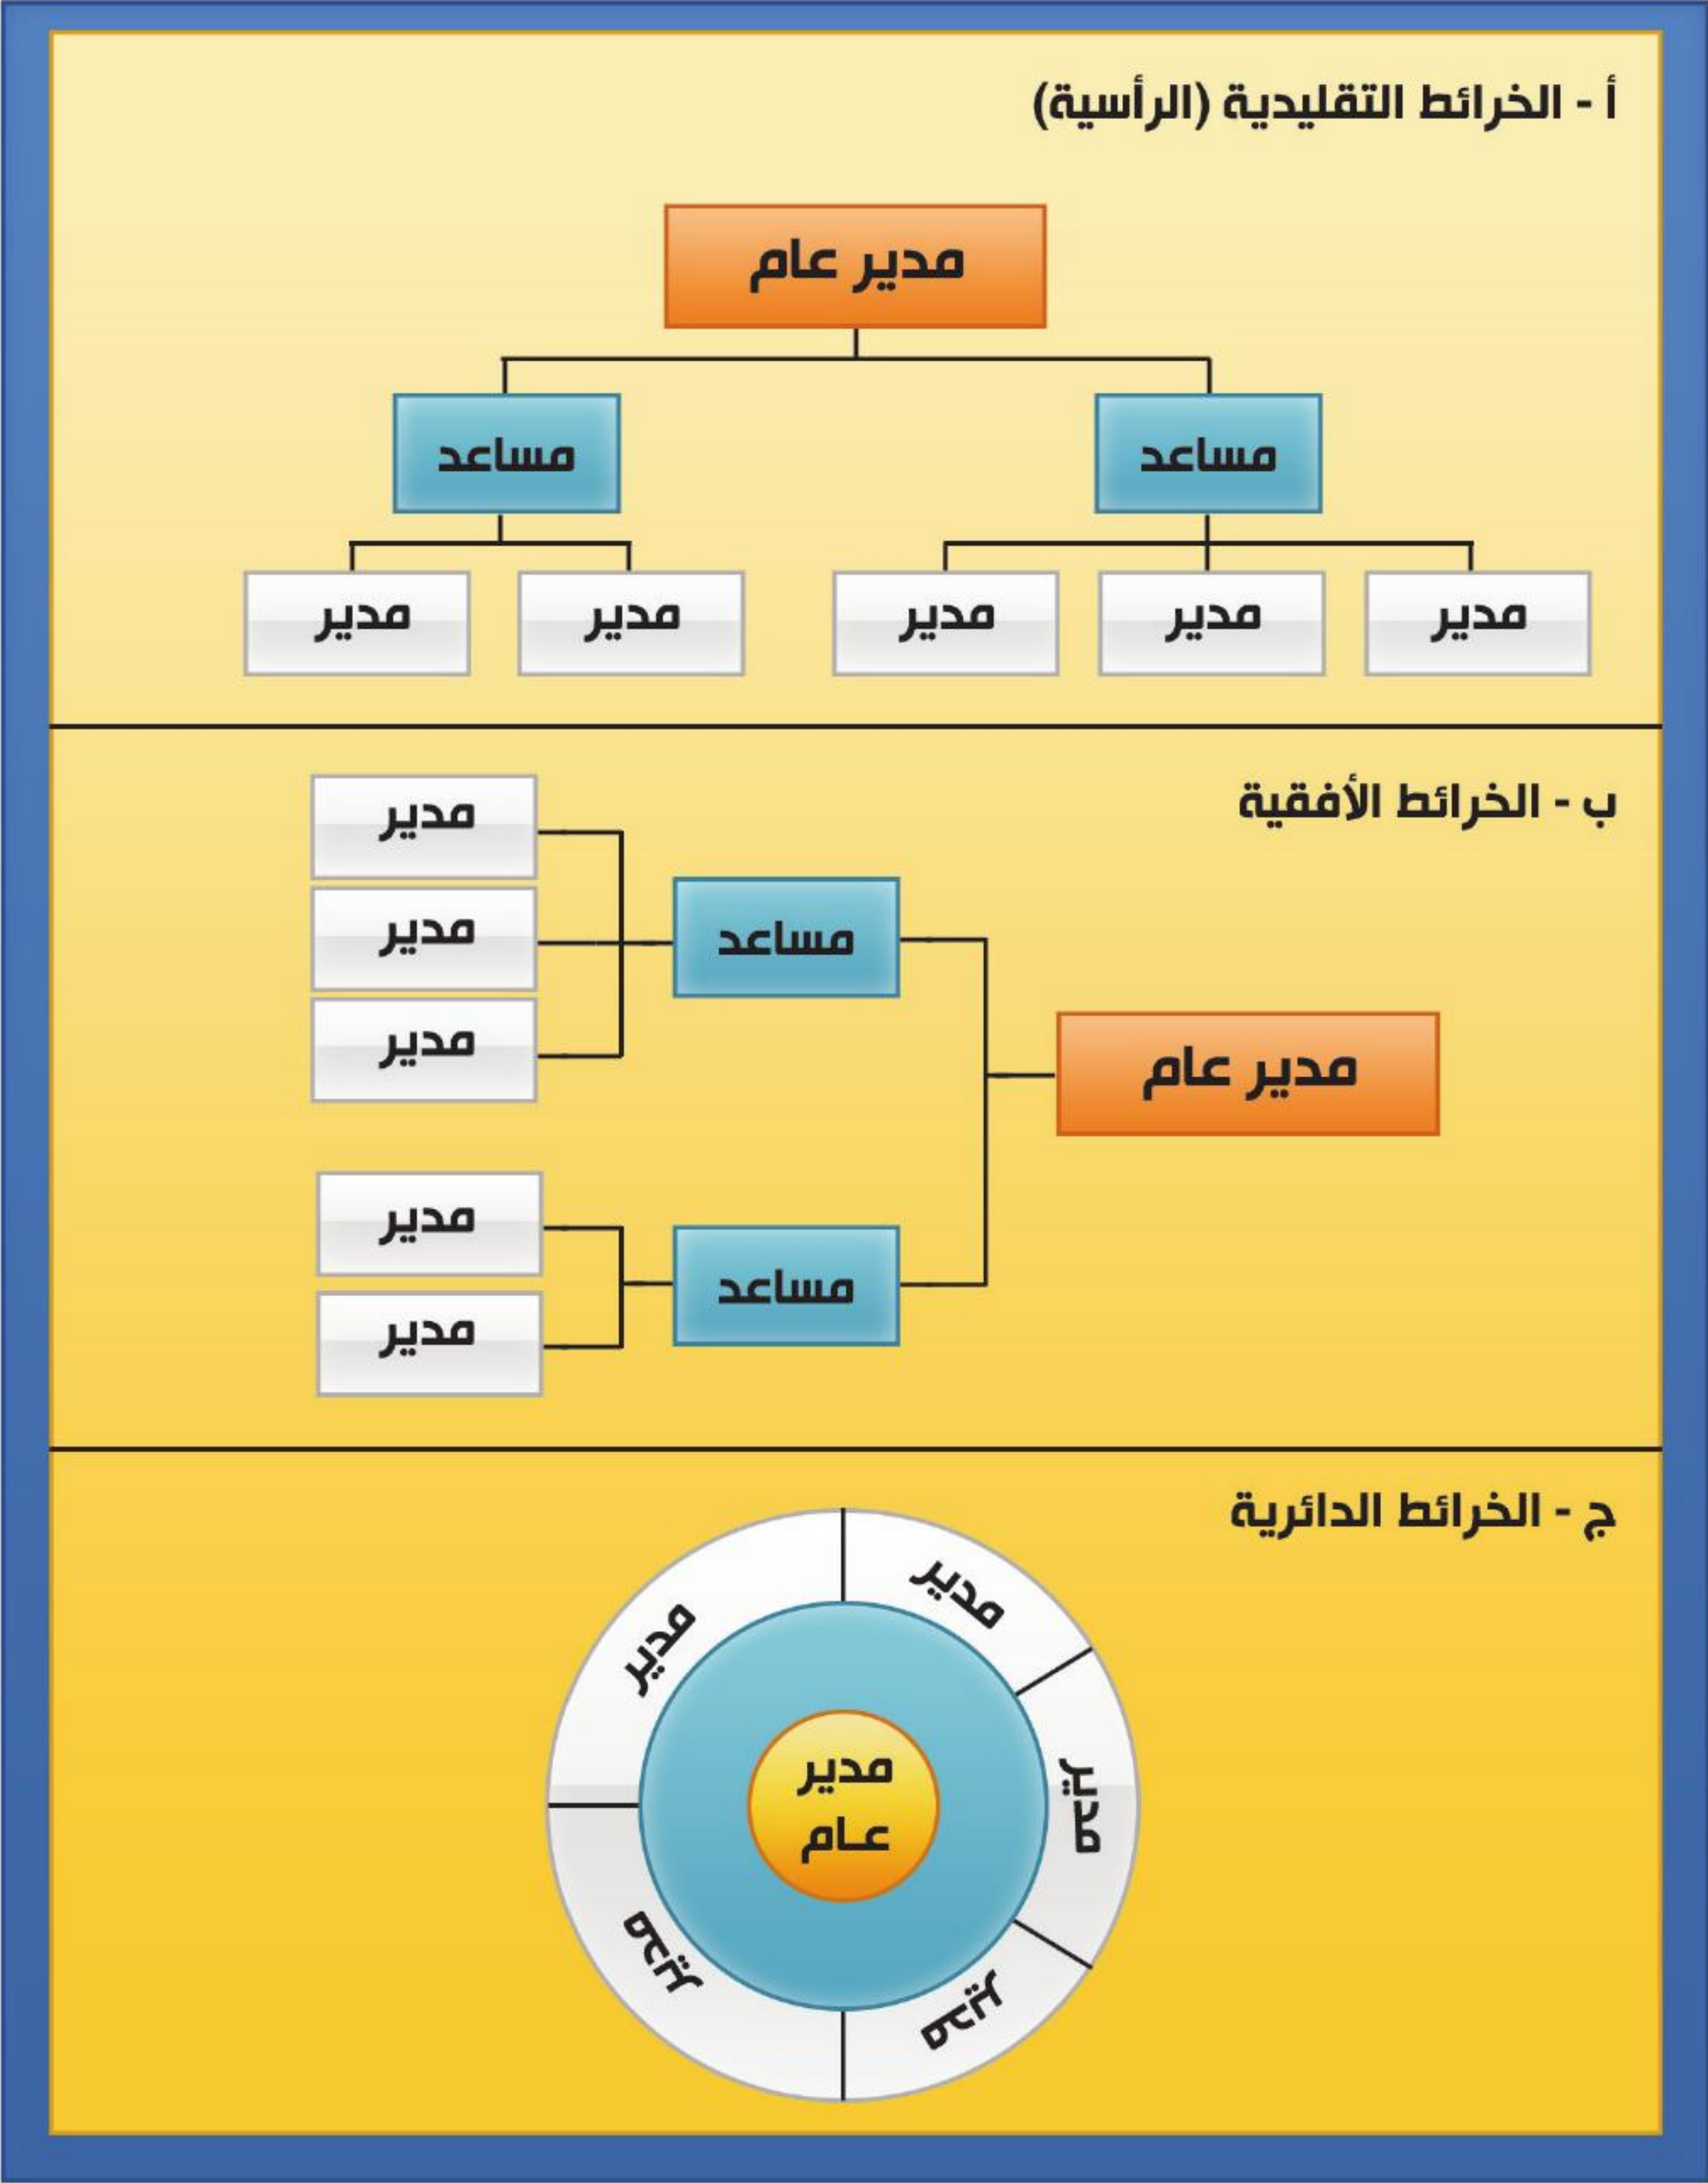 أ - الخرائط التقليدية (الرأسية)
مدير عام
مساعد
مساعد
مدير
مدير
مدير
مدير
مدير
ب - الخرائط الأفقية
مدير
مدير
مساعد
مدير
مدير عام
مدير
مساعد
مدير
ج - الخرائط الدائرية
مدير
مدير
مدير
مدير
عـام
مدير
مدير